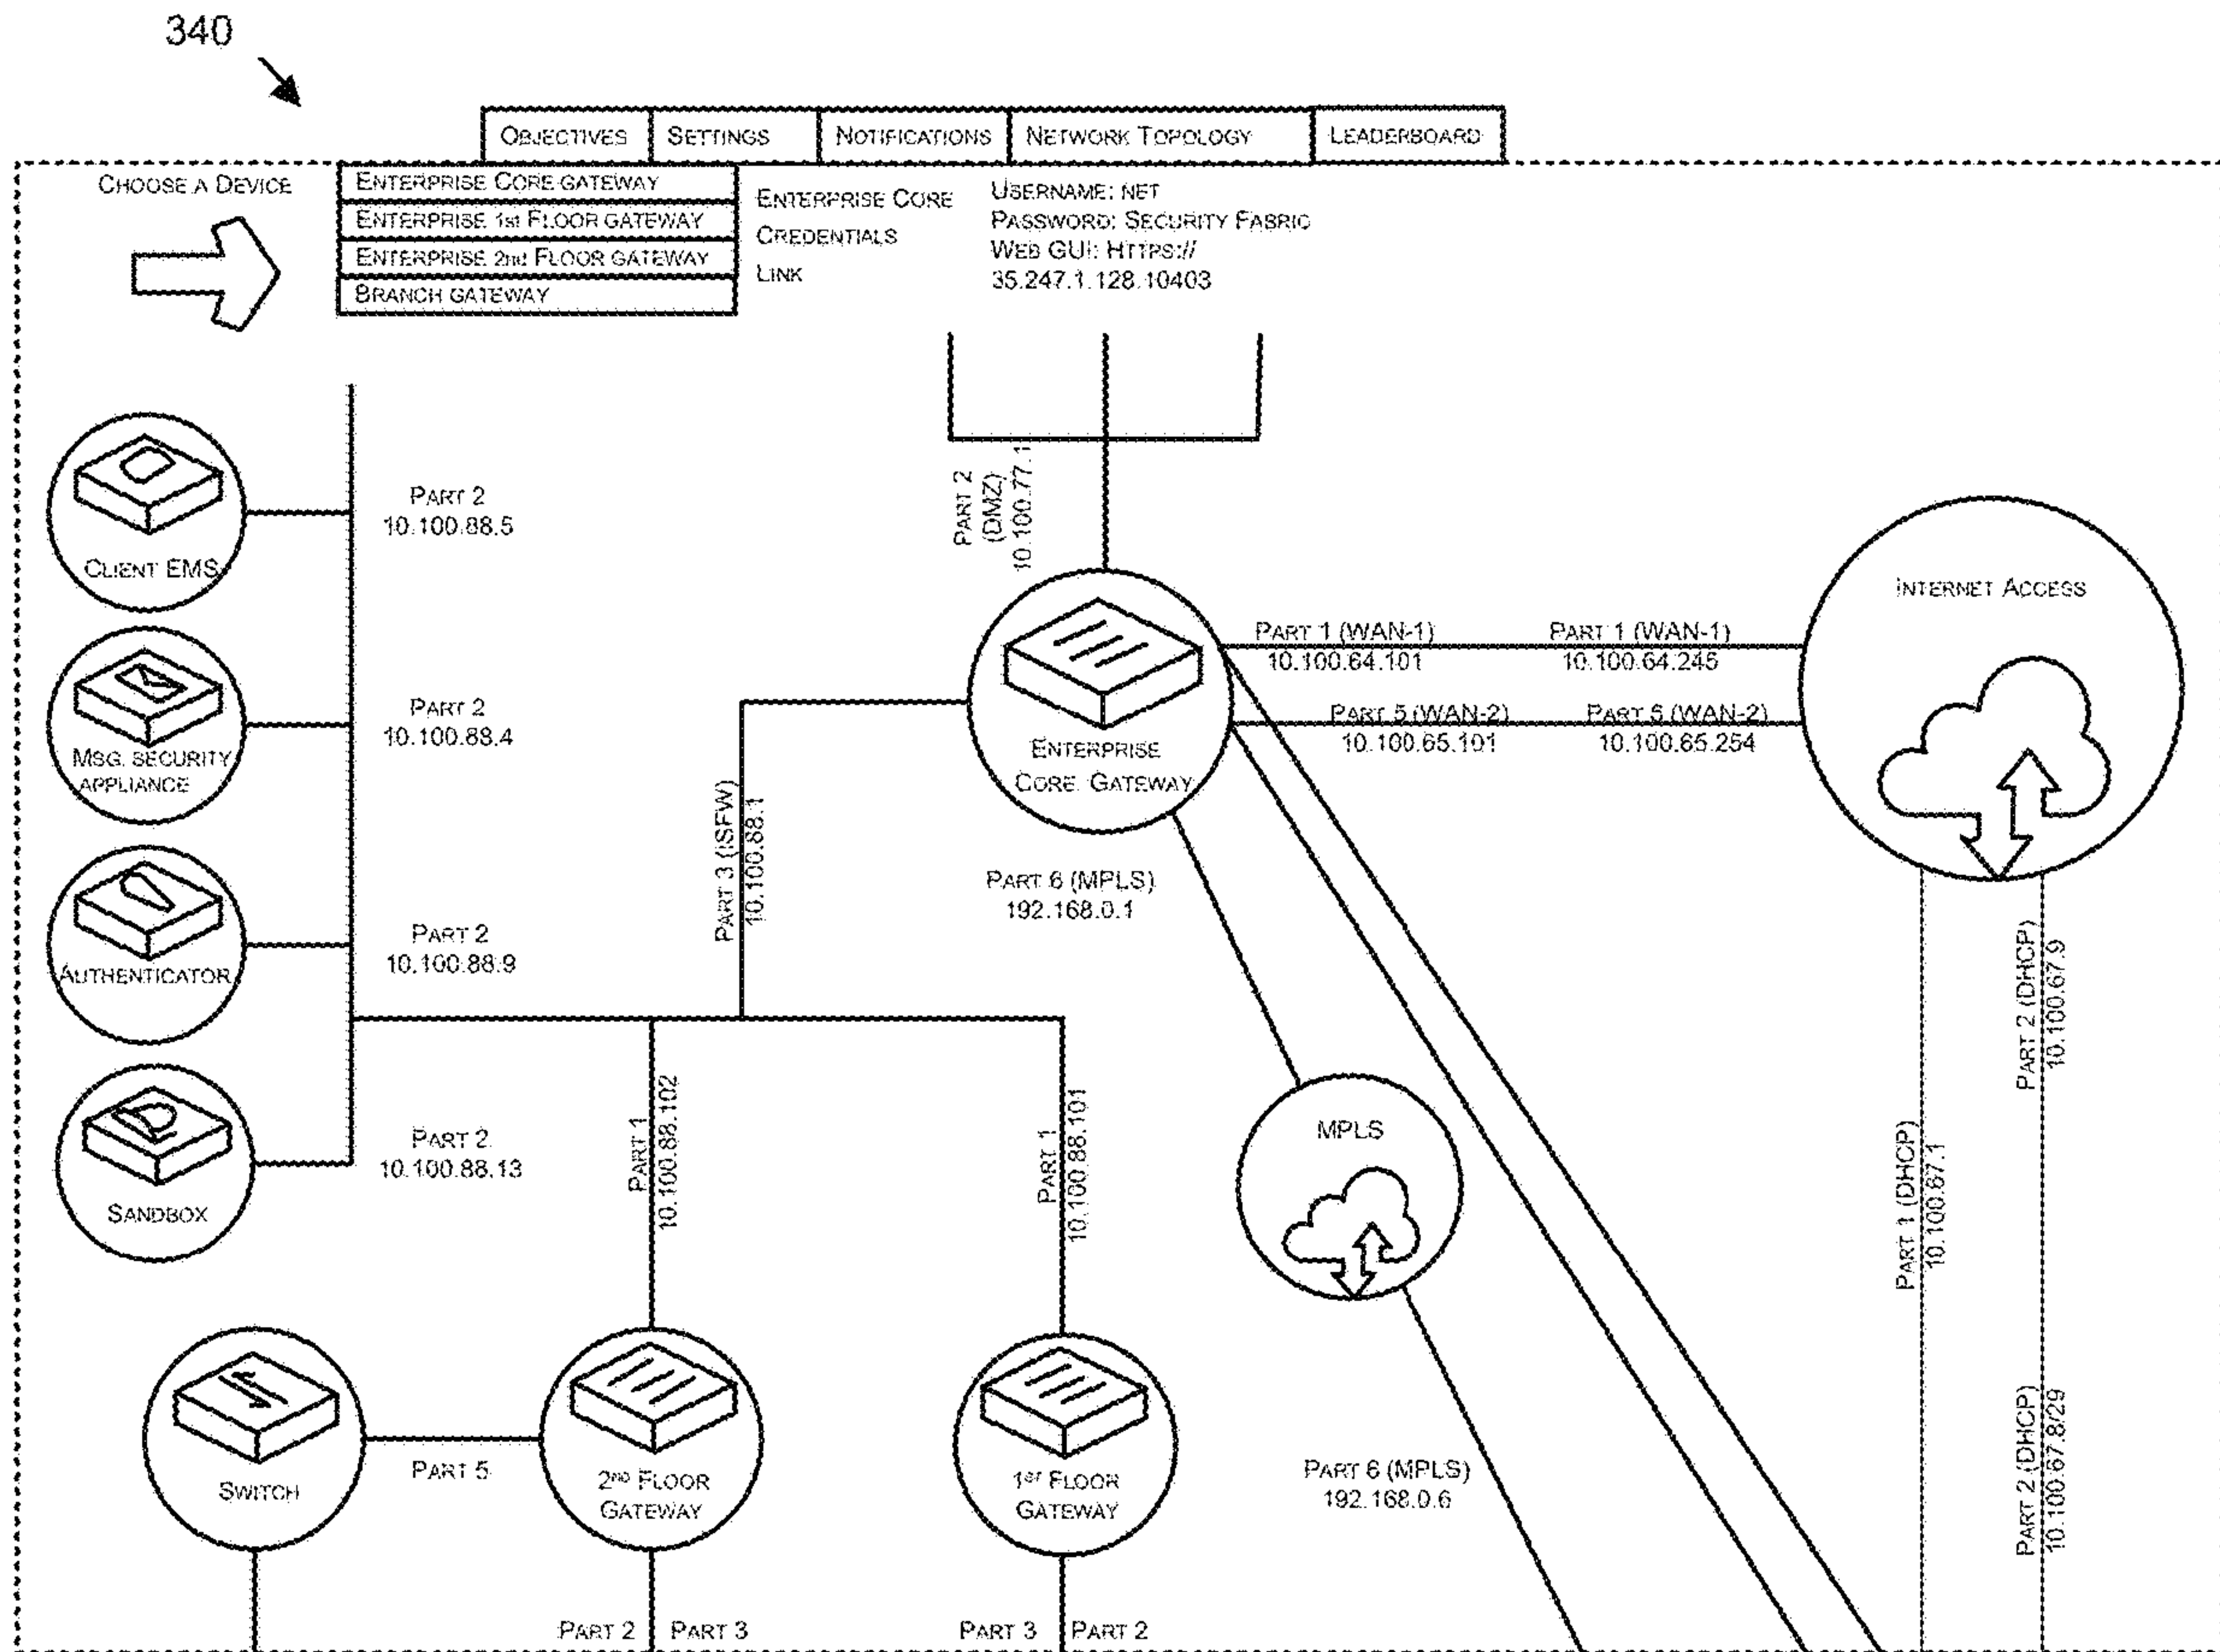 340
OBJECTIVES
SETTINGS
NOTIFICATIONS
NETWORK TOPOLOGY
LEADERBOARD
CHOOSE A DEVICE
ENTERPRISE CORE GATEWAY
ENTERPRISE 1st FLOOR GATEWAY
ENTERPRISE 2nd FLOOR GATEWAY
BRANCH GATEWAY
ENTERPRISE CORE
CREDENTIALS
LINK
USERNAME: NET
PASSWORD: SECURITY FABRIC
WEB GUI: HTTPS://
35.247.1.128.10403
PART 2
(DMZ)
10.100.77.1
CLIENT EMS
PART 2
10.100.88.5
MSG. SECURITY
APPLIANCE
PART 2
10.100.88.4
AUTHENTICATOR
PART 2
10.100.88.9
SANDBOX
PART 2
10.100.88.13
ENTERPRISE
CORE GATEWAY
PART 1 (WAN-1)
10.100.64.101
PART 1 (WAN-1)
10.100.64.245
PART 5 (WAN-2)
10.100.65.101
PART 5 (WAN-2)
10.100.65.254
INTERNET ACCESS
PART 3 (ISFW)
10.100.88.1
PART 6 (MPLS)
192.168.0.1
MPLS
PART 1
10.100.88.102
PART 1
10.100.88.101
PART 2 (DHCP)
10.100.67.9
PART 1 (DHCP)
10.100.67.1
SWITCH
PART 5
2ND FLOOR
GATEWAY
1ST FLOOR
GATEWAY
PART 6 (MPLS)
192.168.0.6
PART 2 (DHCP)
10.100.67.8/29
PART 2
PART 3
PART 3
PART 2